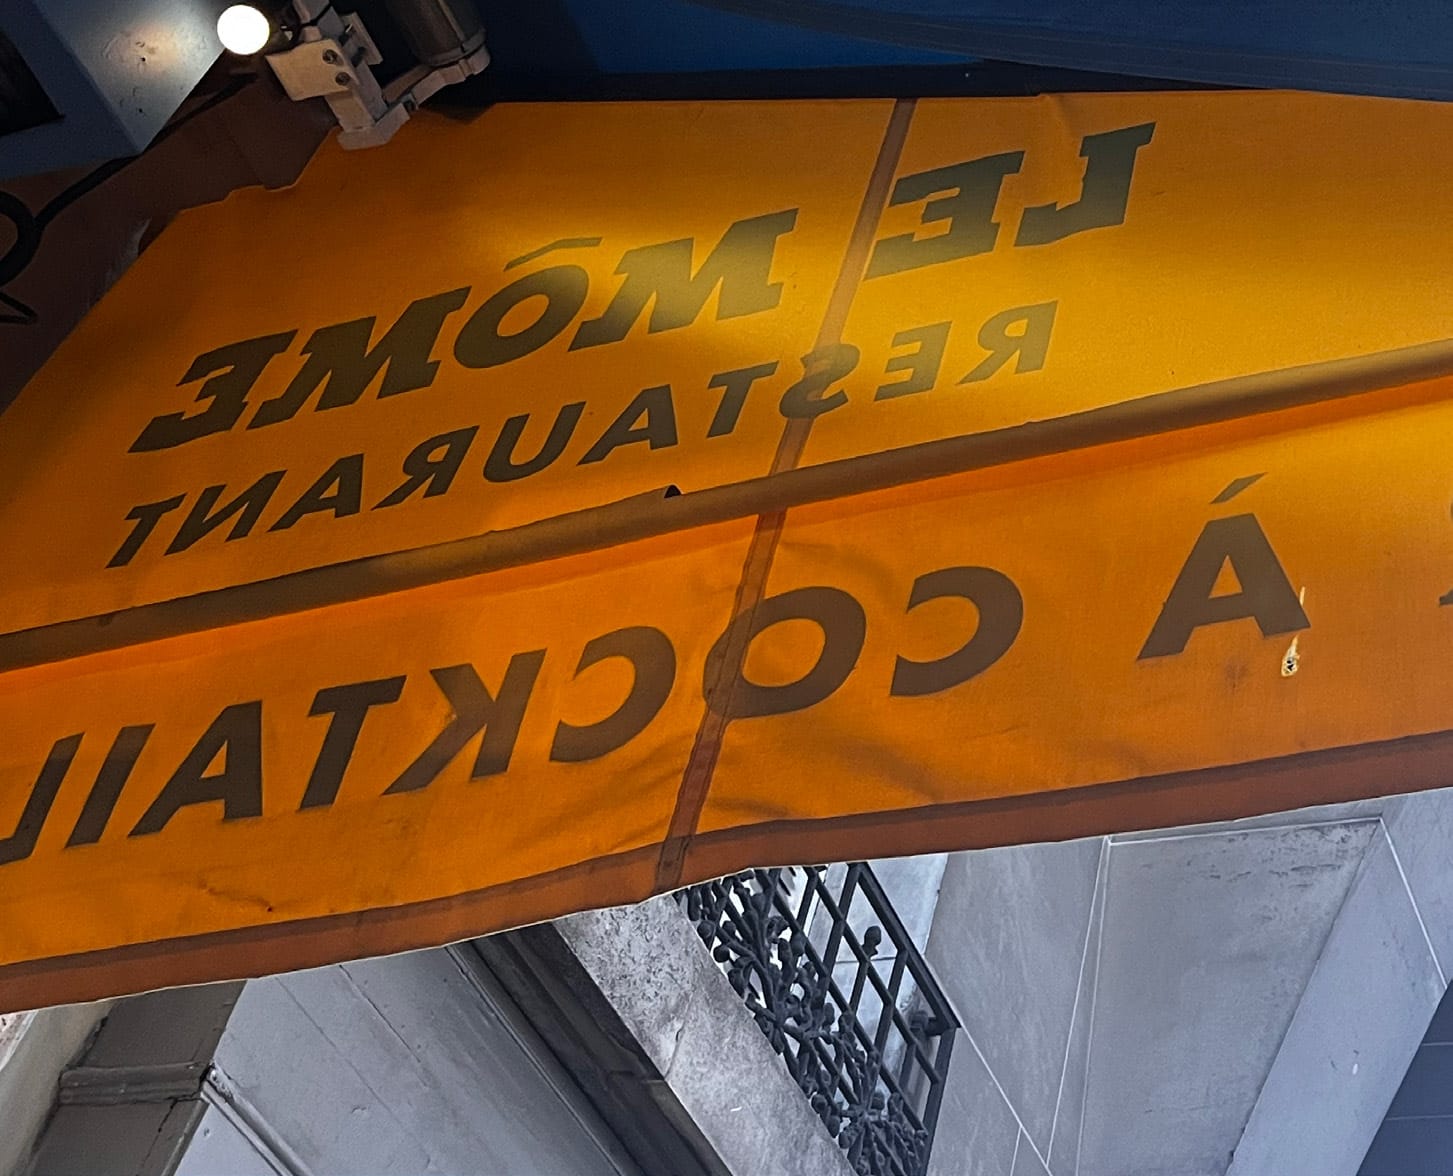 LE MÔME
RESTAURANT
À COCKTAIL